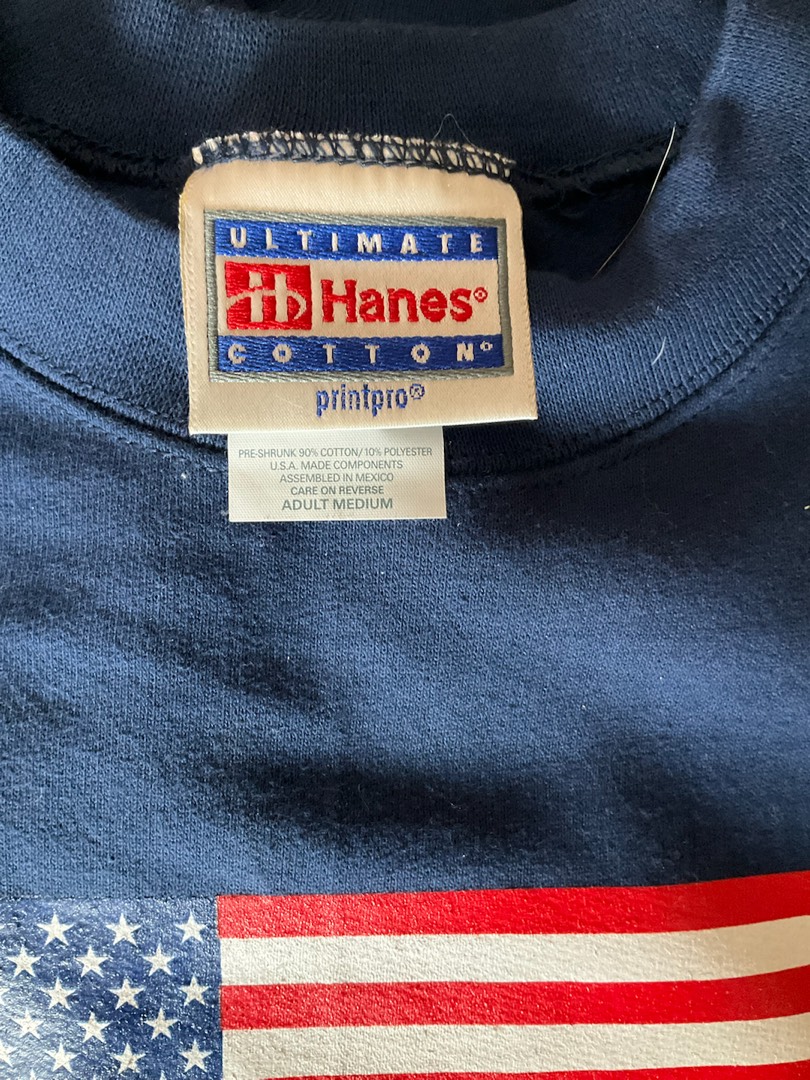 ULTIMATE
Hanes®
COTTON®
printpro®
PRE-SHRUNK 90% COTTON/10% POLYESTER
U.S.A. MADE COMPONENTS
ASSEMBLED IN MEXICO
CARE ON REVERSE
ADULT MEDIUM